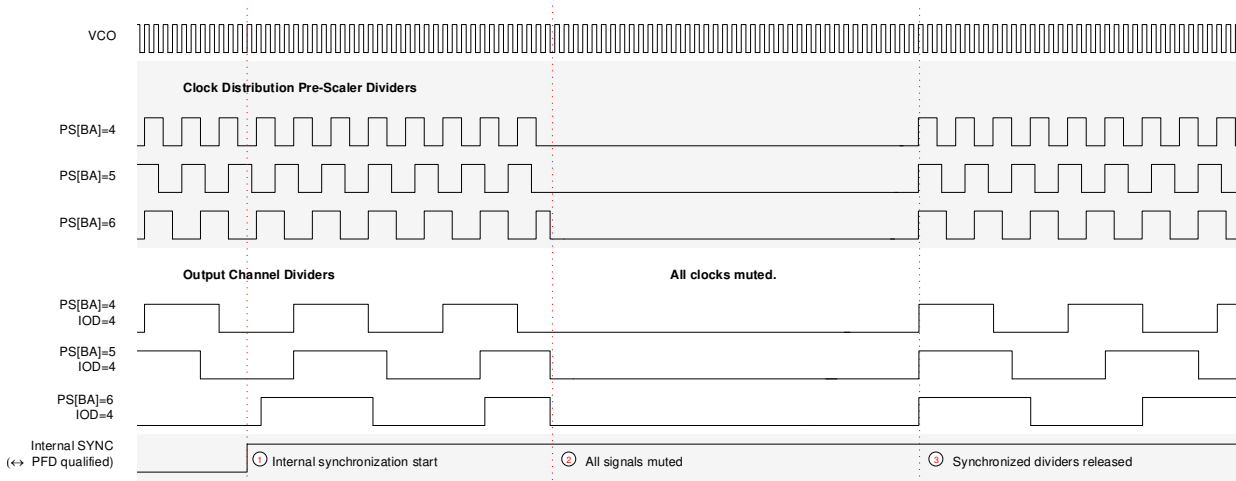 VCO
Clock Distribution Pre-Scaler Dividers
PS[BA]=4
PS[BA]=5
PS[BA]=6
Output Channel Dividers
All clocks muted.
PS[BA]=4
IOD=4
PS[BA]=5
IOD=4
PS[BA]=6
IOD=4
Internal SYNC
(↔ PFD qualified)
① Internal synchronization start
② All signals muted
③ Synchronized dividers released